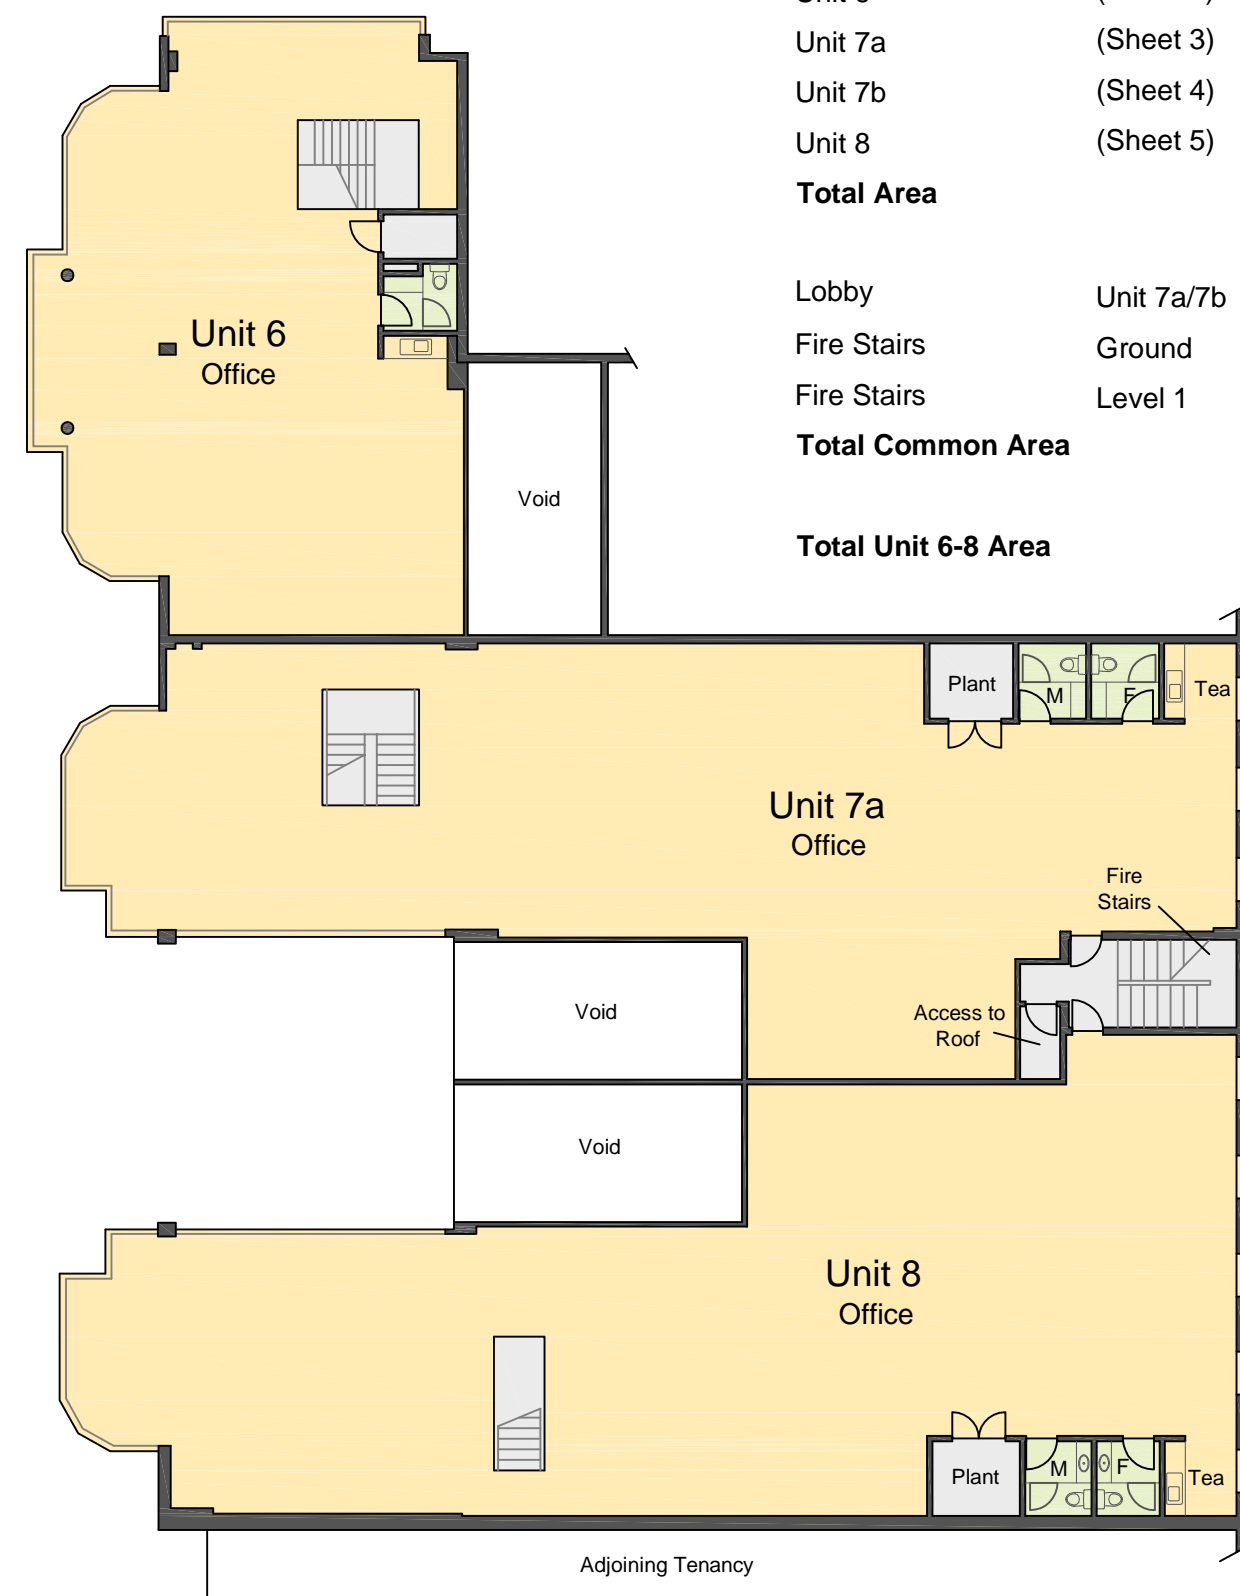 Unit 7a (Sheet 3)
Unit 7b (Sheet 4)
Unit 8 (Sheet 5)
Total Area
Lobby Unit 7a/7b
Fire Stairs Ground
Fire Stairs Level 1
Total Common Area
Total Unit 6-8 Area
Unit 6
Office
Void
Plant
M
F
Tea
Unit 7a
Office
Fire
Stairs
Void
Access to
Roof
Void
Unit 8
Office
Plant
M
F
Tea
Adjoining Tenancy